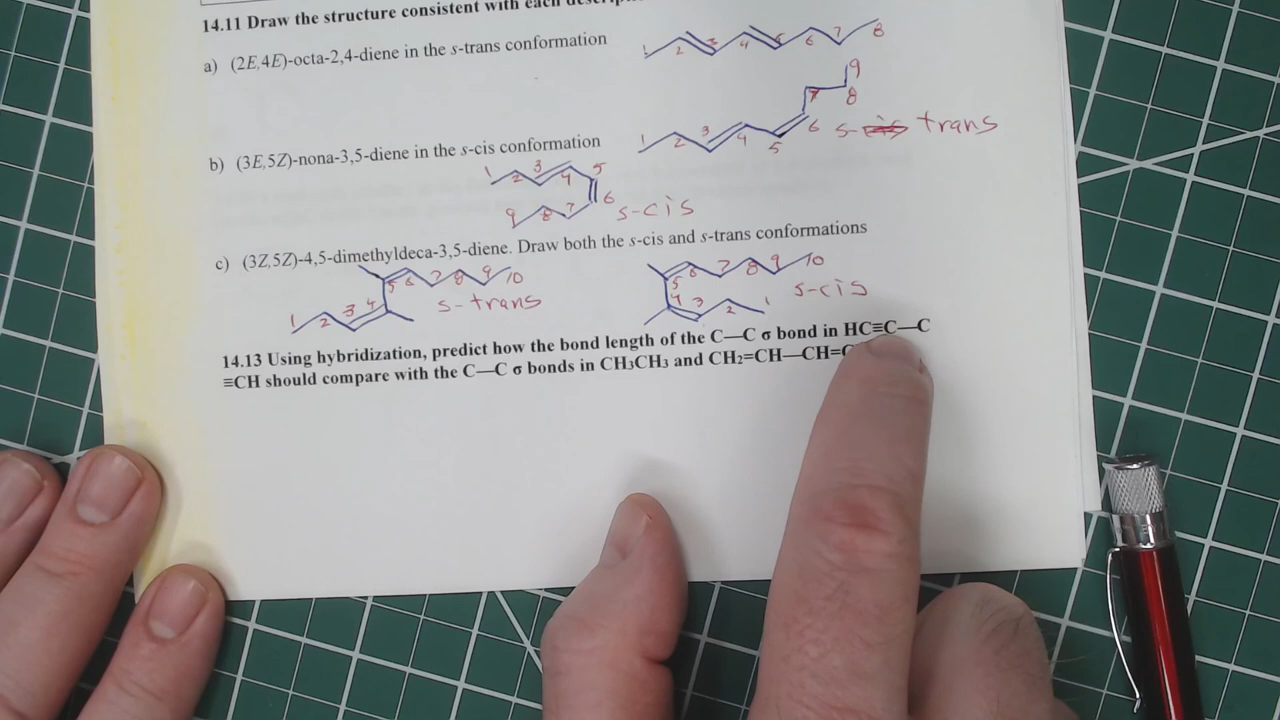 14.11 Draw the structure consistent with each
1 2 3 4 5 6 7 8
a) (2E,4E)-octa-2,4-diene in the s-trans conformation
1 2 3 4 5 6 7 8 9
s-cis trans
b) (3E,5Z)-nona-3,5-diene in the s-cis conformation
1 2 3 4 5 6 7 8 9
s-cis
c) (3Z,5Z)-4,5-dimethyldeca-3,5-diene. Draw both the s-cis and s-trans conformations
1 2 3 4 5 6 7 8 9 10
s-trans
1 2 3 4 5 6 7 8 9 10
s-cis
14.13 Using hybridization, predict how the bond length of the C—C σ bond in HC≡C—C
≡CH should compare with the C—C σ bonds in CH3CH3 and CH2=CH—CH=C